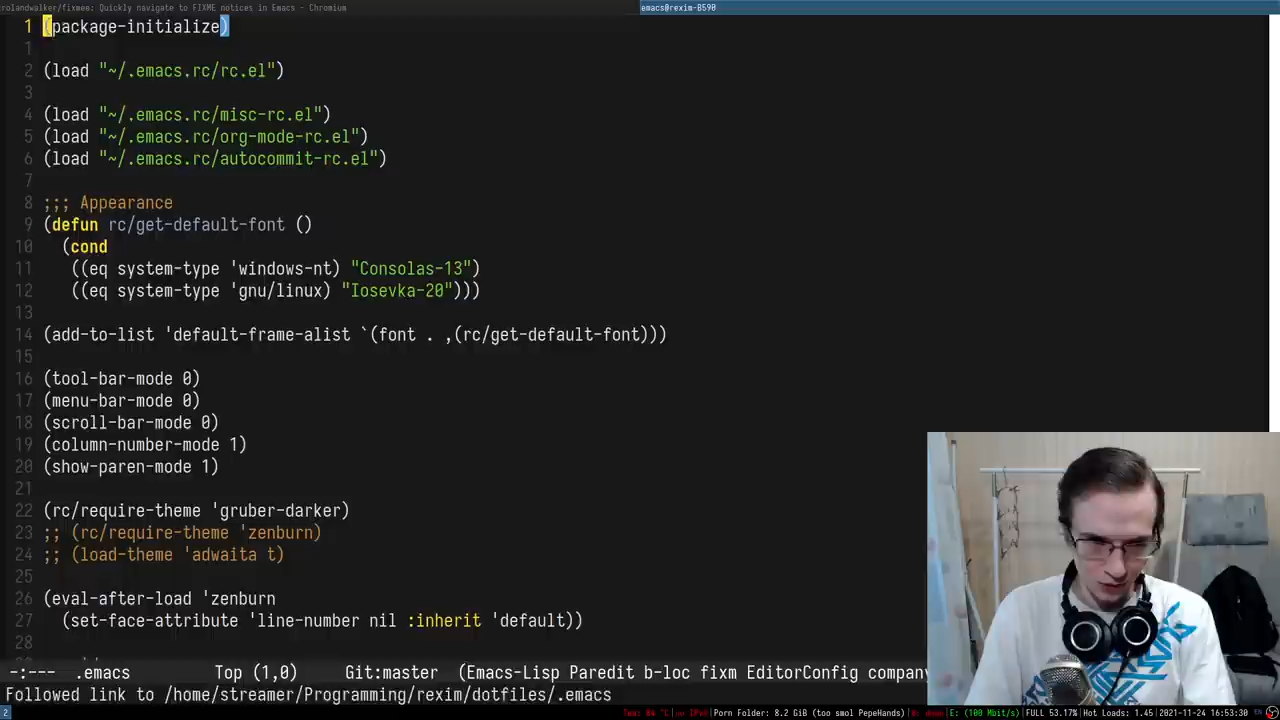 rolandwalker/fixmee: Quickly navigate to FIXME notices in Emacs - Chromium
emacs@rexim-B590
1 (package-initialize)
1
2 (load "~/.emacs.rc/rc.el")
3
4 (load "~/.emacs.rc/misc-rc.el")
5 (load "~/.emacs.rc/org-mode-rc.el")
6 (load "~/.emacs.rc/autocommit-rc.el")
7
8 ;;; Appearance
9 (defun rc/get-default-font ()
10 (cond
11 ((eq system-type 'windows-nt) "Consolas-13")
12 ((eq system-type 'gnu/linux) "Iosevka-20")))
13
14 (add-to-list 'default-frame-alist `(font . ,(rc/get-default-font)))
15
16 (tool-bar-mode 0)
17 (menu-bar-mode 0)
18 (scroll-bar-mode 0)
19 (column-number-mode 1)
20 (show-paren-mode 1)
21
22 (rc/require-theme 'gruber-darker)
23 ;; (rc/require-theme 'zenburn)
24 ;; (load-theme 'adwaita t)
25
26 (eval-after-load 'zenburn
27 (set-face-attribute 'line-number nil :inherit 'default))
28
-:--- .emacs Top (1,0) Git:master (Emacs-Lisp Paredit b-loc fixm EditorConfig company
Followed link to /home/streamer/Programming/rexim/dotfiles/.emacs
2
|no IPv6|Porn Folder: 8.2 GiB (too smol PepeHands)|W: down|E: (100 Mbit/s)|FULL 53.17%|Hot Loads: 1.45|2021-11-24 16:53:30